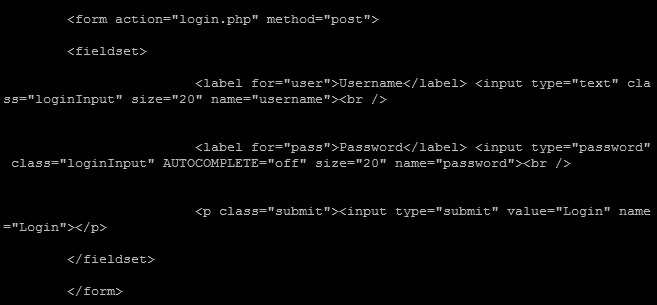 <form action="login.php" method="post">
<fieldset>
<label for="user">Username</label> <input type="text" cla
ss="loginInput" size="20" name="username"><br />
<label for="pass">Password</label> <input type="password"
class="loginInput" AUTOCOMPLETE="off" size="20" name="password"><br />
<p class="submit"><input type="submit" value="Login" name
="Login"></p>
</fieldset>
</form>